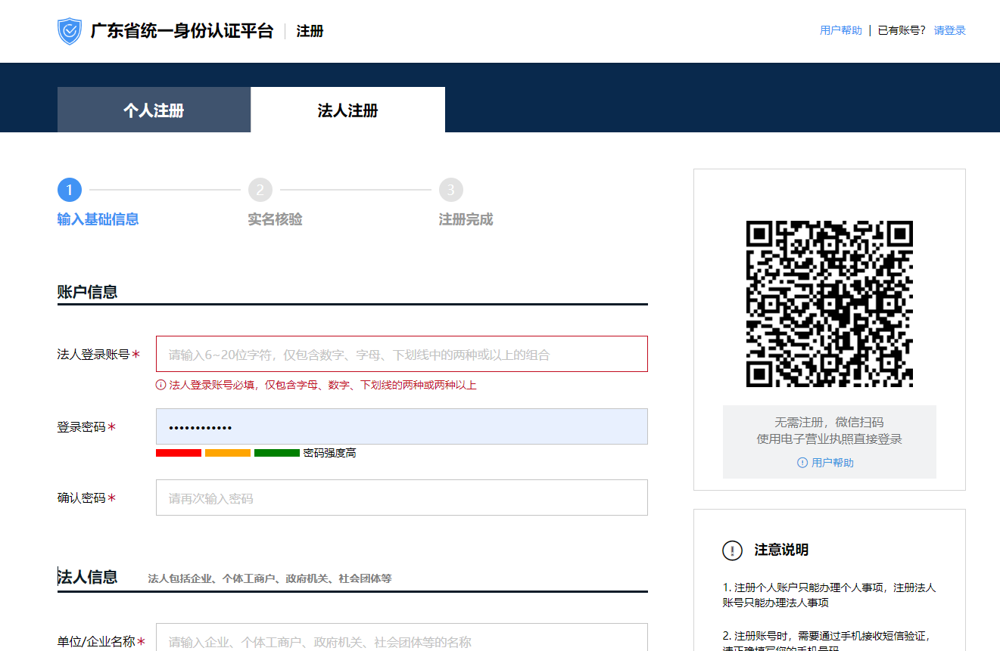 广东省统一身份认证平台 注册
用户帮助 | 已有账号? 请登录
个人注册 法人注册
1 2 3
输入基础信息 实名核验 注册完成
账户信息
法人登录账号* 请输入6~20位字符，仅包含数字、字母、下划线中的两种或以上的组合
法人登录账号必填，仅包含字母、数字、下划线的两种或两种以上
登录密码* ••••••••••••
密码强度高
确认密码* 请再次输入密码
法人信息 法人包括企业、个体工商户、政府机关、社会团体等
单位/企业名称* 请输入企业、个体工商户、政府机关、社会团体等的名称
无需注册，微信扫码
使用电子营业执照直接登录
用户帮助
注意说明
1. 注册个人账户只能办理个人事项，注册法人
账号只能办理法人事项
2. 注册账号时，需要通过手机接收短信验证，
请正确填写您的手机号码